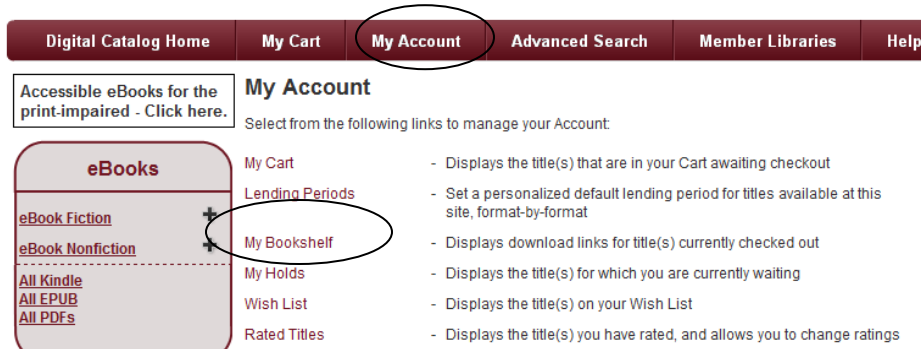 Digital Catalog Home My Cart My Account Advanced Search Member Libraries Help
Accessible eBooks for the
print-impaired - Click here.
My Account
Select from the following links to manage your Account:
eBooks
eBook Fiction
eBook Nonfiction
All Kindle
All EPUB
All PDFs
My Cart - Displays the title(s) that are in your Cart awaiting checkout
Lending Periods - Set a personalized default lending period for titles available at this
site, format-by-format
My Bookshelf - Displays download links for title(s) currently checked out
My Holds - Displays the title(s) for which you are currently waiting
Wish List - Displays the title(s) on your Wish List
Rated Titles - Displays the title(s) you have rated, and allows you to change ratings